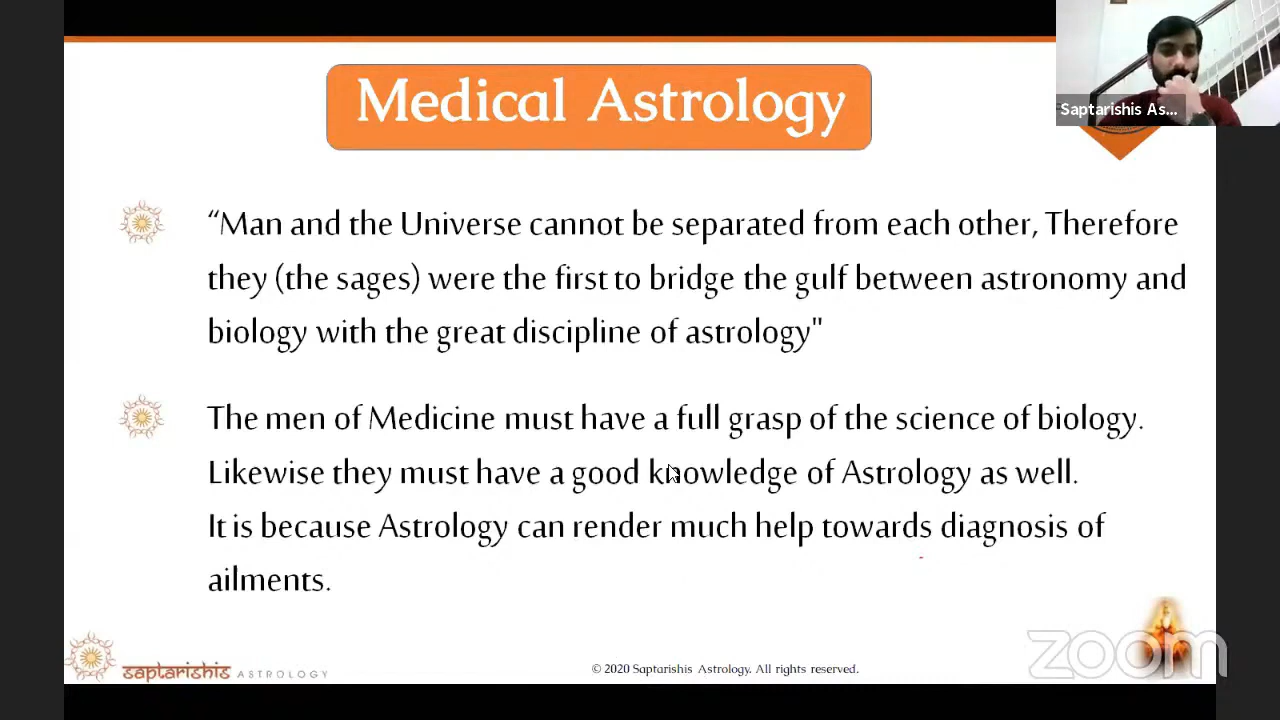 Medical Astrology
Saptarishis As...
“Man and the Universe cannot be separated from each other, Therefore
they (the sages) were the first to bridge the gulf between astronomy and
biology with the great discipline of astrology"
The men of Medicine must have a full grasp of the science of biology.
Likewise they must have a good knowledge of Astrology as well.
It is because Astrology can render much help towards diagnosis of
ailments.
saptarishis ASTROLOGY
© 2020 Saptarishis Astrology. All rights reserved.
zoom